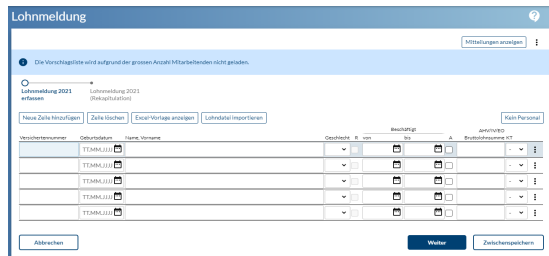 Lohnmeldung
Mitteilungen anzeigen
Die Vorschlagsliste wird aufgrund der grossen Anzahl Mitarbeitenden nicht geladen.
Lohnmeldung 2021 erfassen
Lohnmeldung 2021 (Rekapitulation)
Neue Zeile hinzufügen Zeile löschen Excel-Vorlage anzeigen Lohndatei importieren Kein Personal
Beschäftigt AHV/IV/EO
Versichertennummer Geburtsdatum Name, Vorname Geschlecht R von bis A Bruttolohnsumme KT
TT.MM.JJJJ -
TT.MM.JJJJ -
TT.MM.JJJJ -
TT.MM.JJJJ -
TT.MM.JJJJ -
Abbrechen Weiter Zwischenspeichern